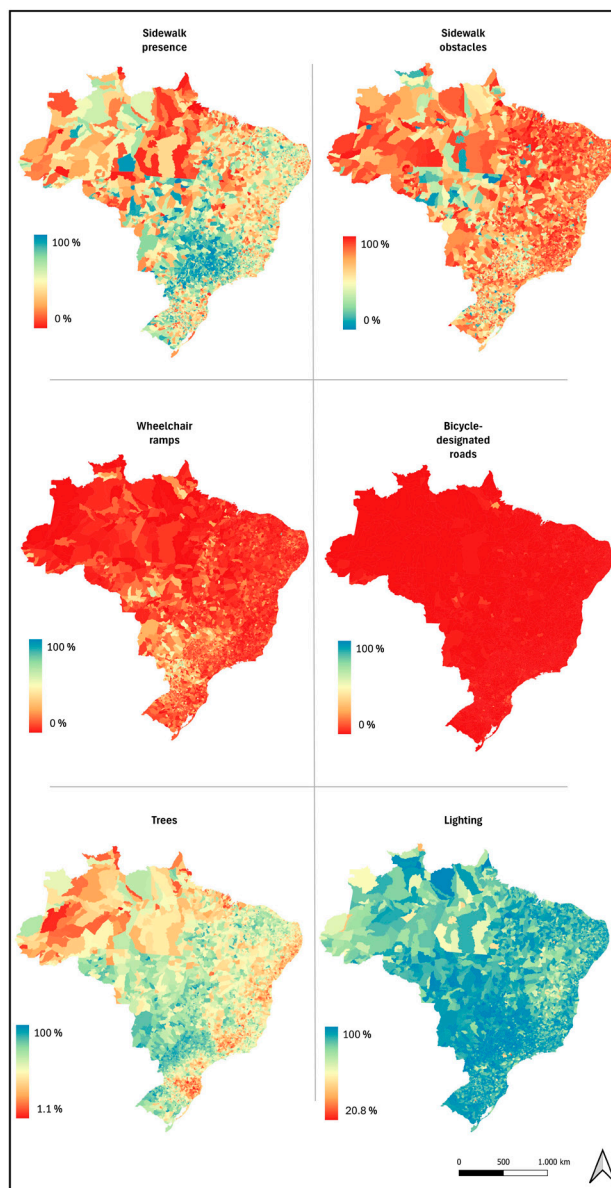 Sidewalk
presence
Sidewalk
obstacles
100 %
0 %
100 %
0 %
Wheelchair
ramps
Bicycle-
designated
roads
100 %
0 %
100 %
0 %
Trees
Lighting
100 %
1.1 %
100 %
20.8 %
0 500 1.000 km